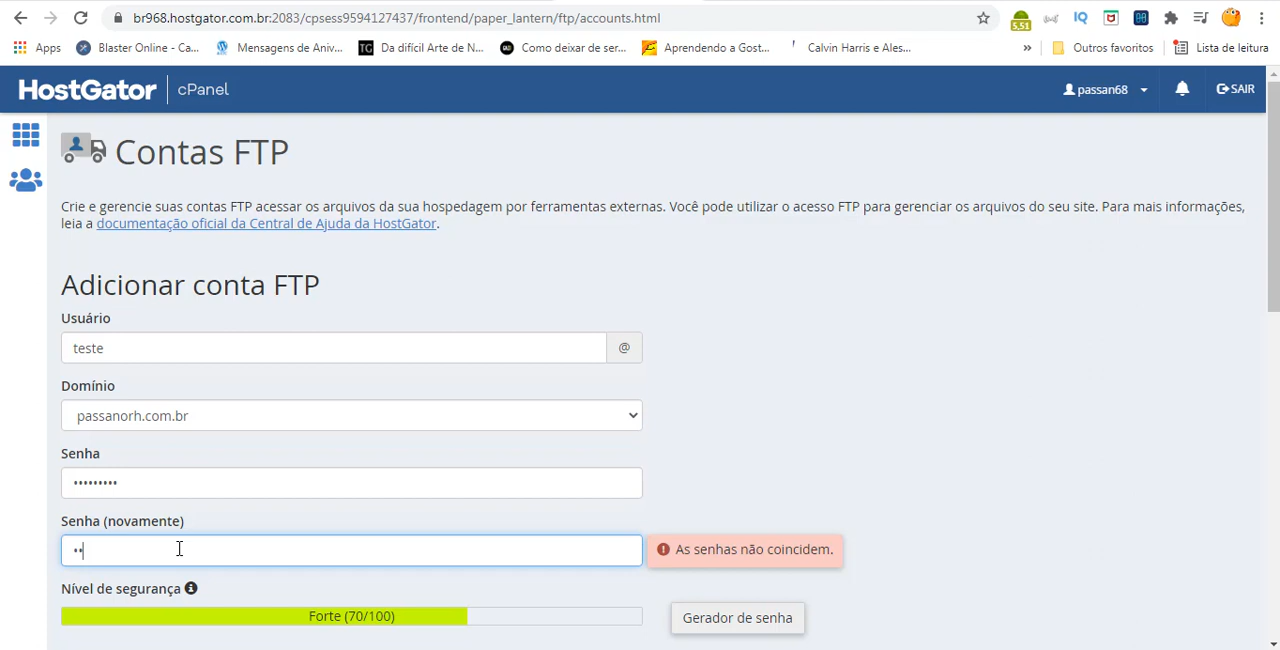 br968.hostgator.com.br:2083/cpsess9594127437/frontend/paper_lantern/ftp/accounts.html
5,51
IQ
Apps
Blaster Online - Ca...
Mensagens de Aniv...
TG
Da difícil Arte de N...
Como deixar de ser...
Aprendendo a Gost...
Calvin Harris e Ales...
»
Outros favoritos
Lista de leitura
HostGator
cPanel
passan68
SAIR
Contas FTP
Crie e gerencie suas contas FTP acessar os arquivos da sua hospedagem por ferramentas externas. Você pode utilizar o acesso FTP para gerenciar os arquivos do seu site. Para mais informações,
leia a documentação oficial da Central de Ajuda da HostGator.
Adicionar conta FTP
Usuário
teste
@
Domínio
passanorh.com.br
Senha
•••••••••
Senha (novamente)
••
As senhas não coincidem.
Nível de segurança
Forte (70/100)
Gerador de senha